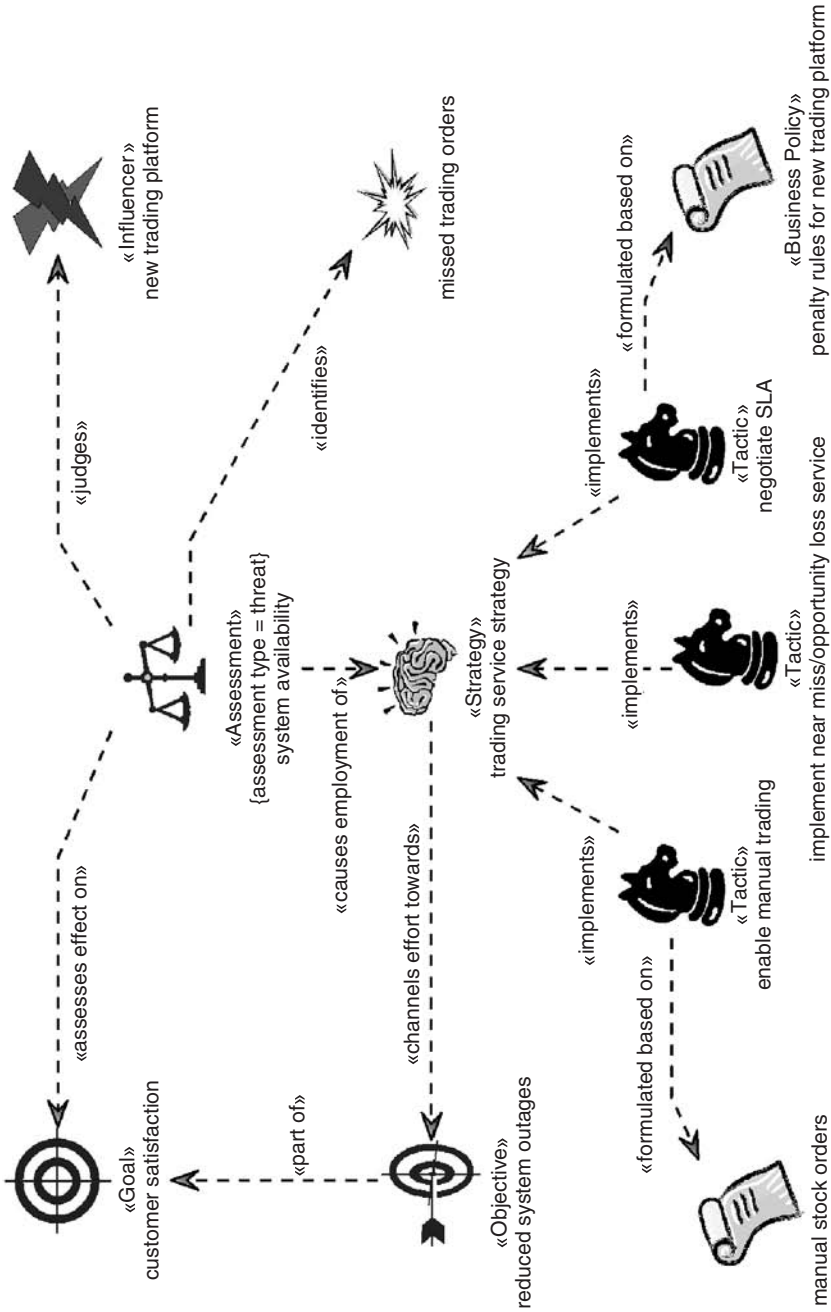 «assesses effect on»
«judges»
«Goal»
customer satisfaction
«Influencer»
new trading platform
«part of»
«Assessment»
{assessment type = threat}
system availability
«identifies»
«causes employment of»
«channels effort towards»
missed trading orders
«Objective»
reduced system outages
«Strategy»
trading service strategy
«implements»
«implements»
«implements»
«formulated based on»
«formulated based on»
«Tactic»
enable manual trading
«Tactic»
negotiate SLA
manual stock orders
«Tactic»
implement near miss/opportunity loss service
«Business Policy»
penalty rules for new trading platform